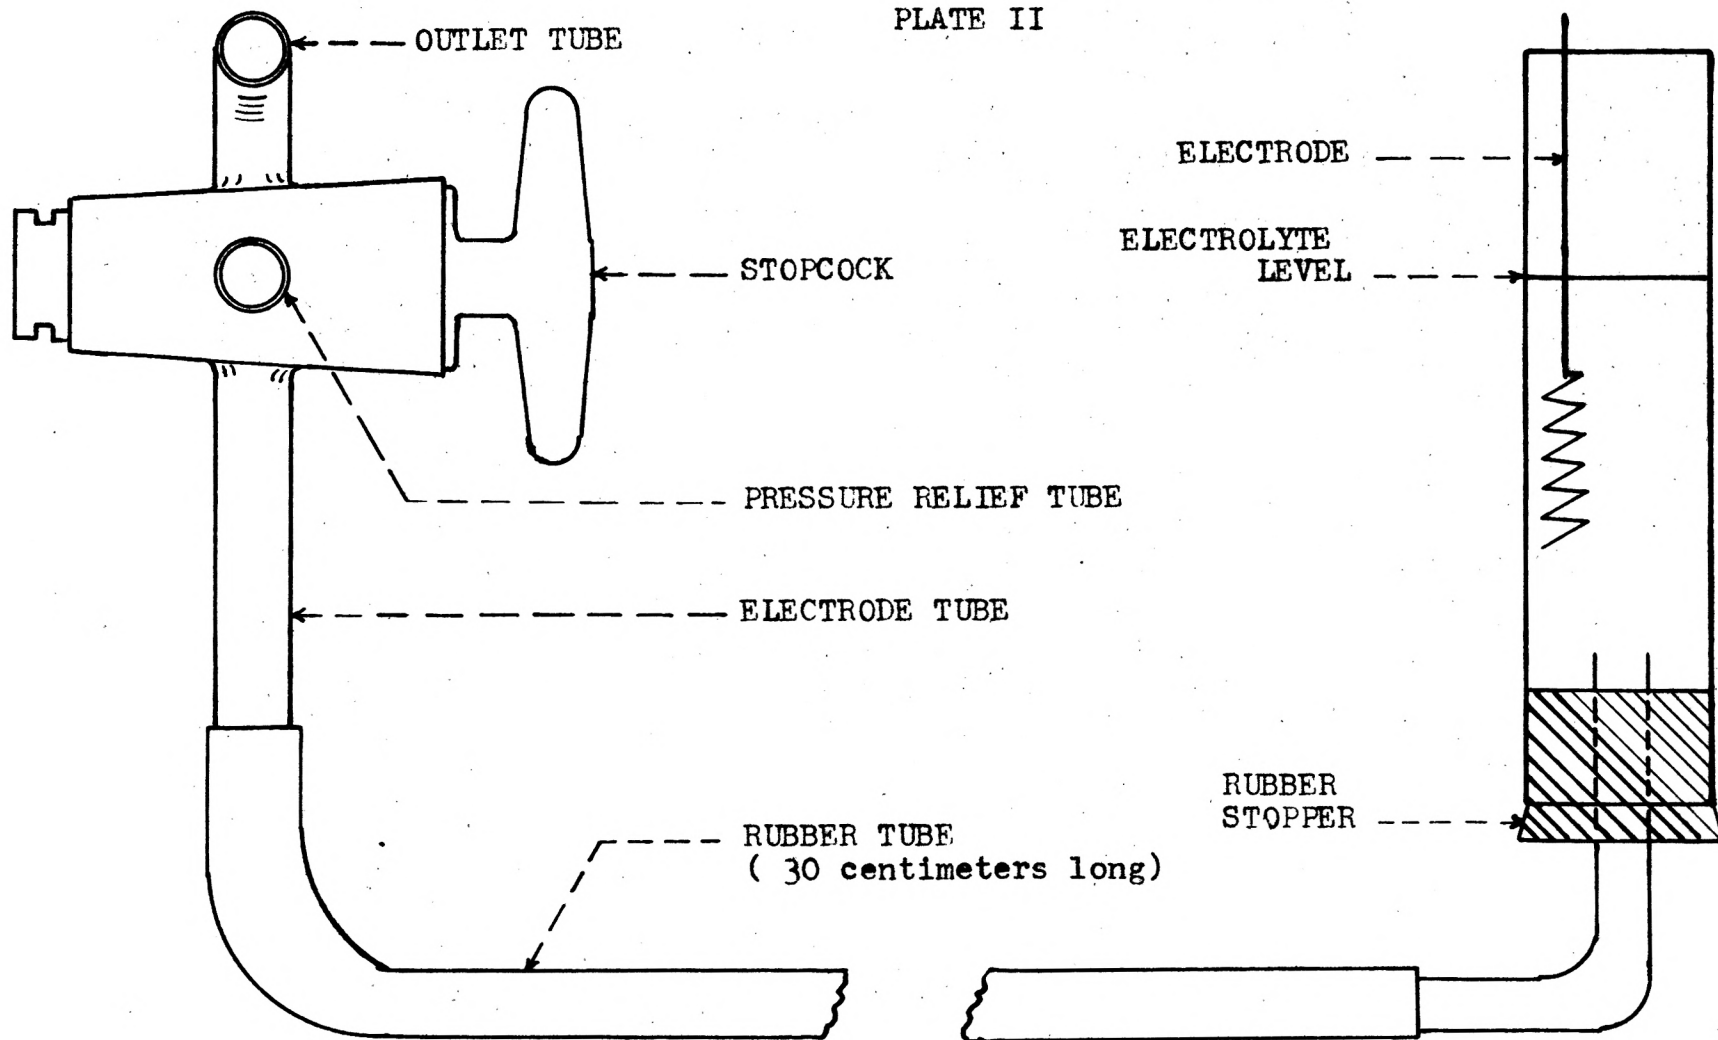 PLATE II
OUTLET TUBE
ELECTRODE
ELECTROLYTE
LEVEL
STOPCOCK
PRESSURE RELIEF TUBE
ELECTRODE TUBE
RUBBER
STOPPER
RUBBER TUBE
( 30 centimeters long)